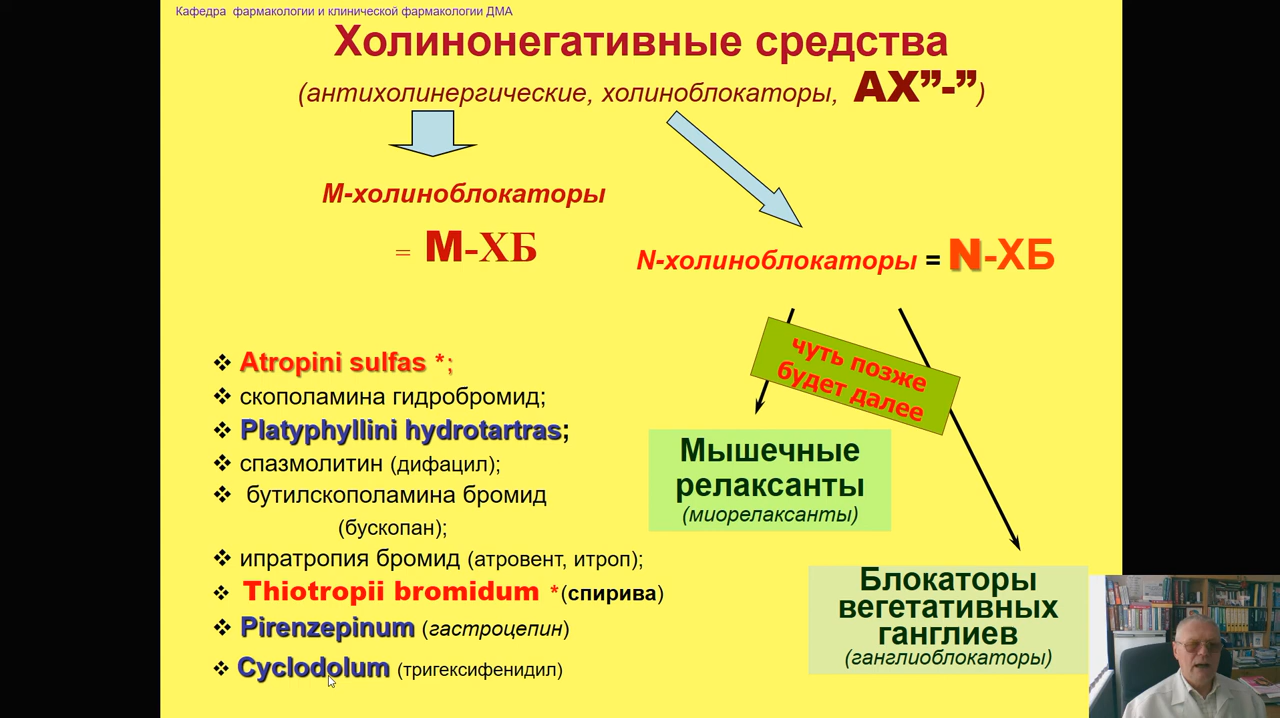 Кафедра фармакологии и клинической фармакологии ДМА
Холинонегативные средства
(антихолинергические, холиноблокаторы, АХ”-”)
М-холиноблокаторы
= М-ХБ
N-холиноблокаторы = N-ХБ
чуть позже
будет далее
❖ Atropini sulfas *;
❖ скополамина гидробромид;
❖ Platyphyllini hydrotartras;
❖ спазмолитин (дифацил);
❖ бутилскополамина бромид
(бускопан);
❖ ипратропия бромид (атровент, итроп);
❖ Thiotropii bromidum *(спирива)
❖ Pirenzepinum (гастроцепин)
❖ Cyclodolum (тригексифенидил)
Мышечные
релаксанты
(миорелаксанты)
Блокаторы
вегетативных
ганглиев
(ганглиоблокаторы)